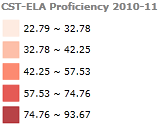 CST-ELA Proficiency 2010-11
22.79 ~ 32.78
32.78 ~ 42.25
42.25 ~ 57.53
57.53 ~ 74.76
74.76 ~ 93.67